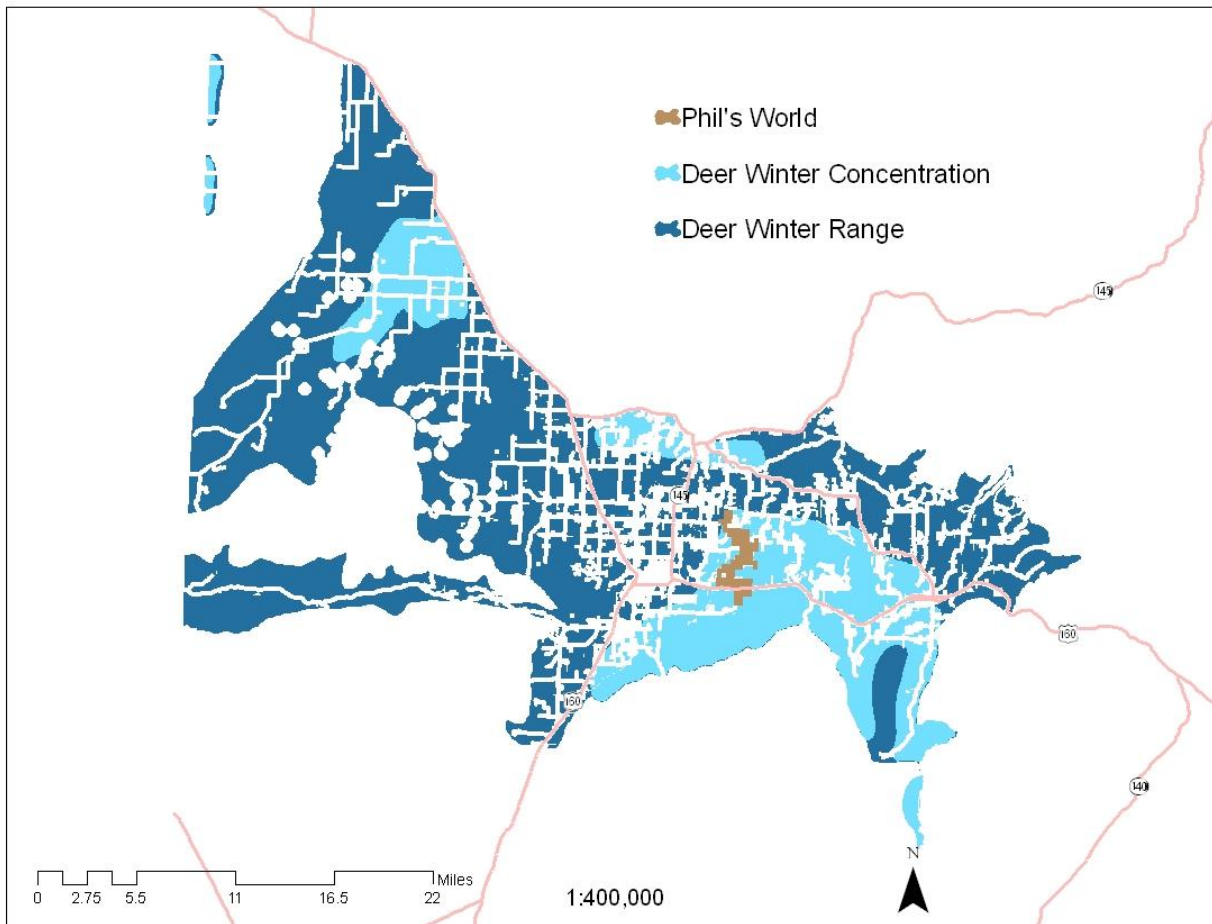 Phil's World
Deer Winter Concentration
Deer Winter Range
145
145
160
160
140
N
Miles
0 2.75 5.5 11 16.5 22
1:400,000